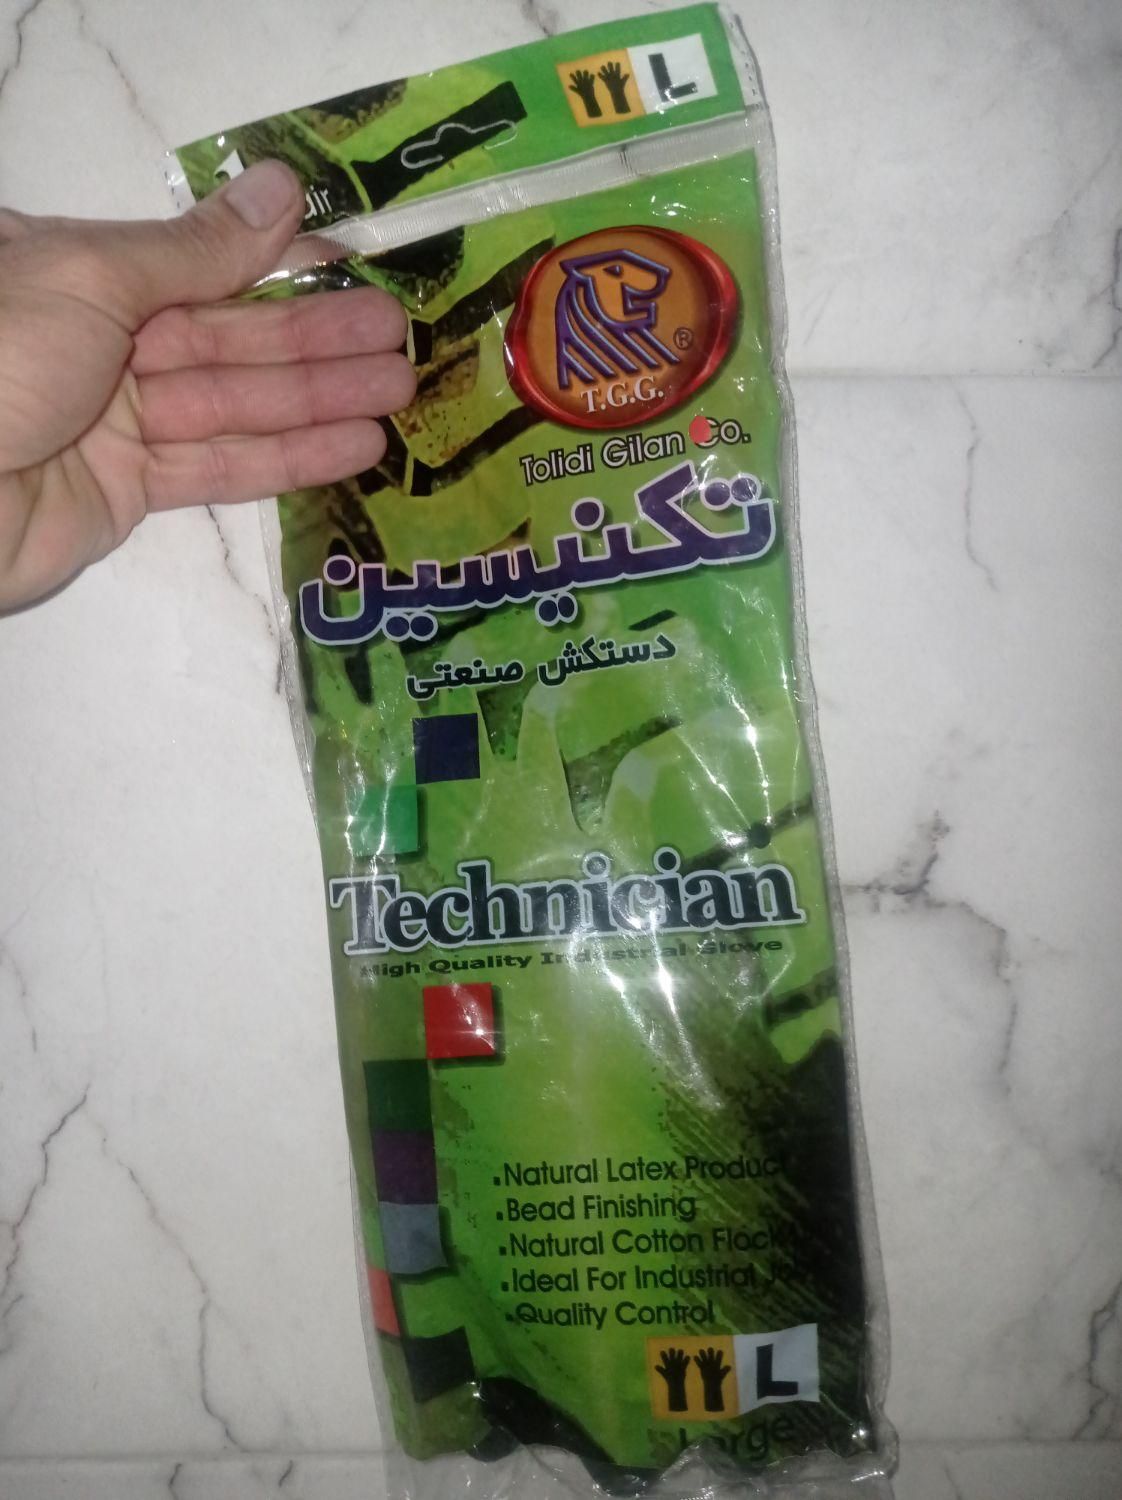 L
T.G.G. ®
Tolidi Gilan Co.
تکنیسین
دستکش صنعتی
Technician
High Quality Industrial Glove
.Natural Latex Product
.Bead Finishing
.Natural Cotton
.Ideal For Industrial
.Quality Control
L
Large